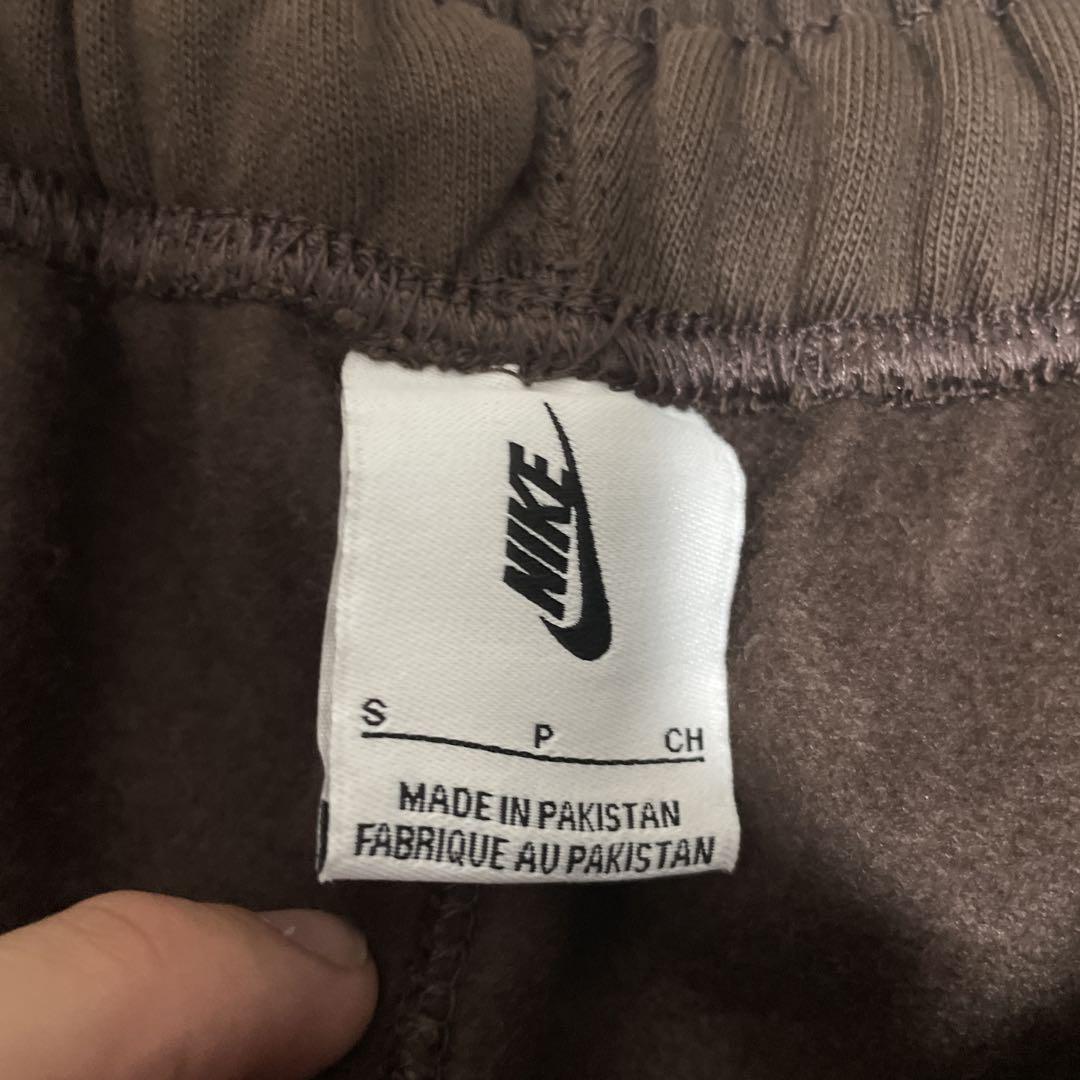 NIKE
S P CH
MADE IN PAKISTAN
FABRIQUE AU PAKISTAN